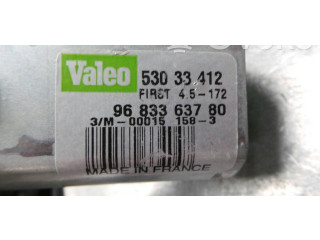 Valeo 530 33 412
FIRST 4.5-172
96 833 637 80
3/M-00015 158-3
MADE IN FRANCE